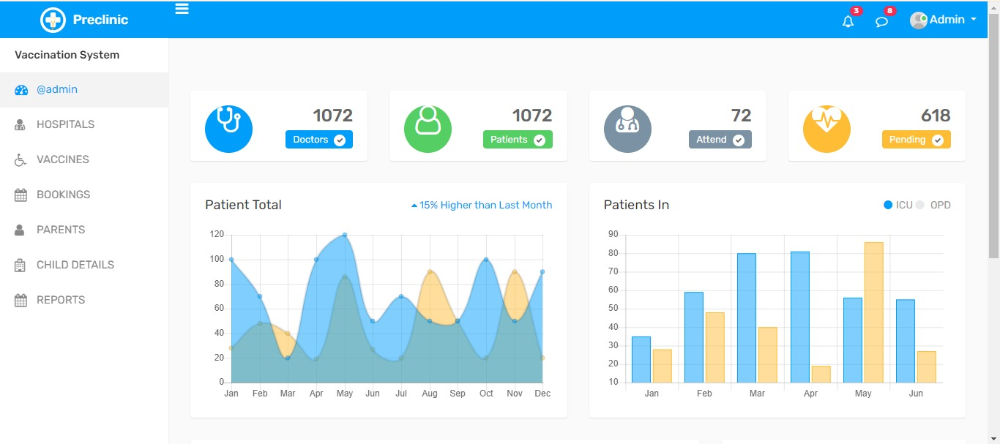 Preclinic
3
8
Admin
Vaccination System
@admin
HOSPITALS
VACCINES
BOOKINGS
PARENTS
CHILD DETAILS
REPORTS
1072
Doctors
1072
Patients
72
Attend
618
Pending
Patient Total
15% Higher than Last Month
120
100
80
60
40
20
0
Jan Feb Mar Apr May Jun Jul Aug Sep Oct Nov Dec
Patients In
ICU OPD
90
80
70
60
50
40
30
20
10
Jan Feb Mar Apr May Jun